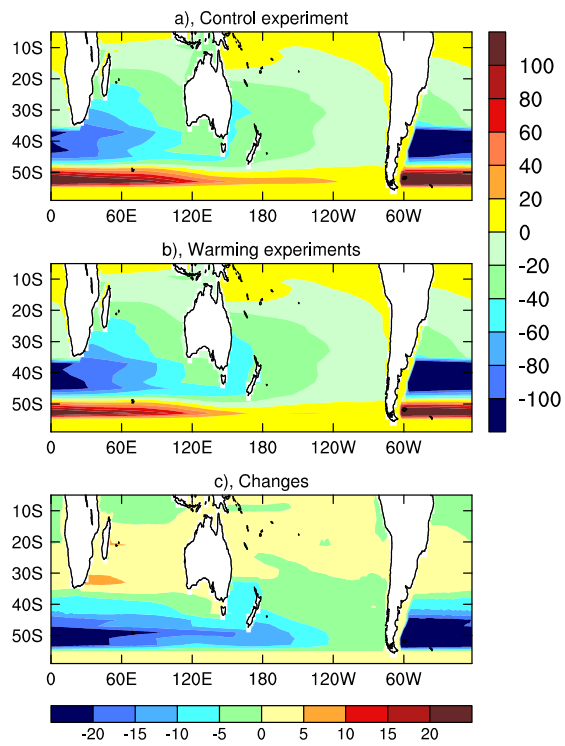 a), Control experiment
10S
20S
30S
40S
50S
0 60E 120E 180 120W 60W
100
80
60
40
20
0
-20
-40
-60
-80
-100
b), Warming experiments
10S
20S
30S
40S
50S
0 60E 120E 180 120W 60W
c), Changes
10S
20S
30S
40S
50S
0 60E 120E 180 120W 60W
-20 -15 -10 -5 0 5 10 15 20